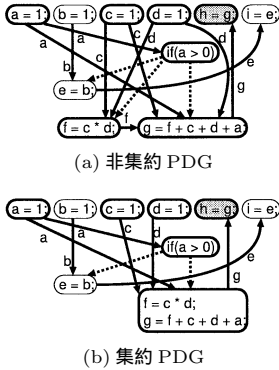 a = 1; b = 1; c = 1; d = 1; h = g; i = e;
a a c d
if(a > 0)
b c d e
e = b; g
f = c * d; f g = f + c + d + a;
(a) 非集約 PDG
a = 1; b = 1; c = 1; d = 1; h = g; i = e;
a a c d
if(a > 0)
b e
e = b; g
f = c * d;
g = f + c + d + a;
(b) 集約 PDG